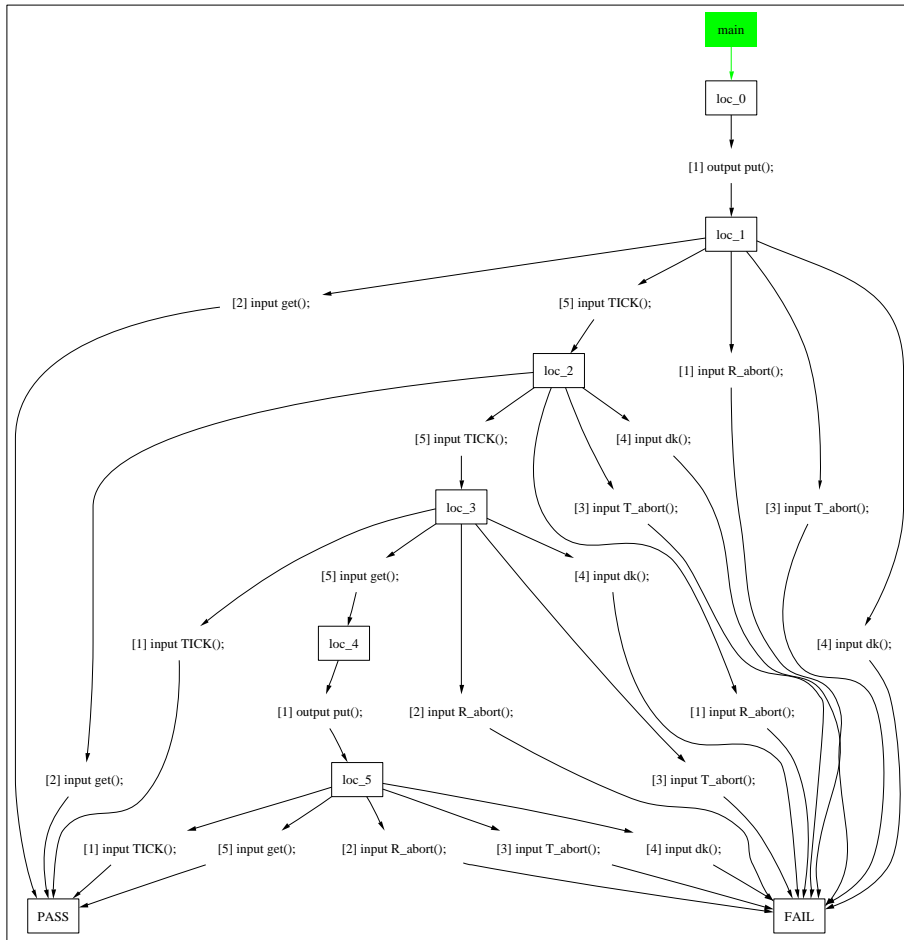 main
loc_0
[1] output put();
loc_1
[2] input get();
[5] input TICK();
[1] input R_abort();
loc_2
[5] input TICK();
[4] input dk();
loc_3
[3] input T_abort();
[3] input T_abort();
[5] input get();
[4] input dk();
[1] input TICK();
loc_4
[4] input dk();
[1] output put();
[2] input R_abort();
[1] input R_abort();
[2] input get();
loc_5
[3] input T_abort();
[1] input TICK();
[5] input get();
[2] input R_abort();
[3] input T_abort();
[4] input dk();
PASS
FAIL